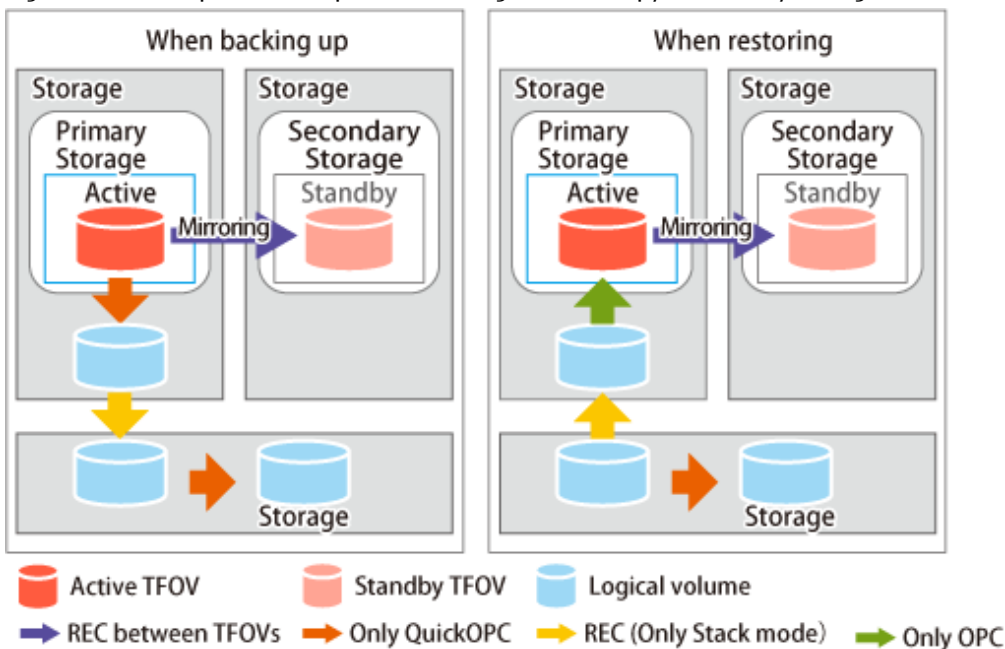 When backing up
Storage
Primary
Storage
Active
Mirroring
Storage
Secondary
Storage
Standby
Storage
When restoring
Storage
Primary
Storage
Active
Mirroring
Storage
Secondary
Storage
Standby
Storage
Active TFOV
Standby TFOV
Logical volume
REC between TFOVs
Only QuickOPC
REC (Only Stack mode)
Only OPC